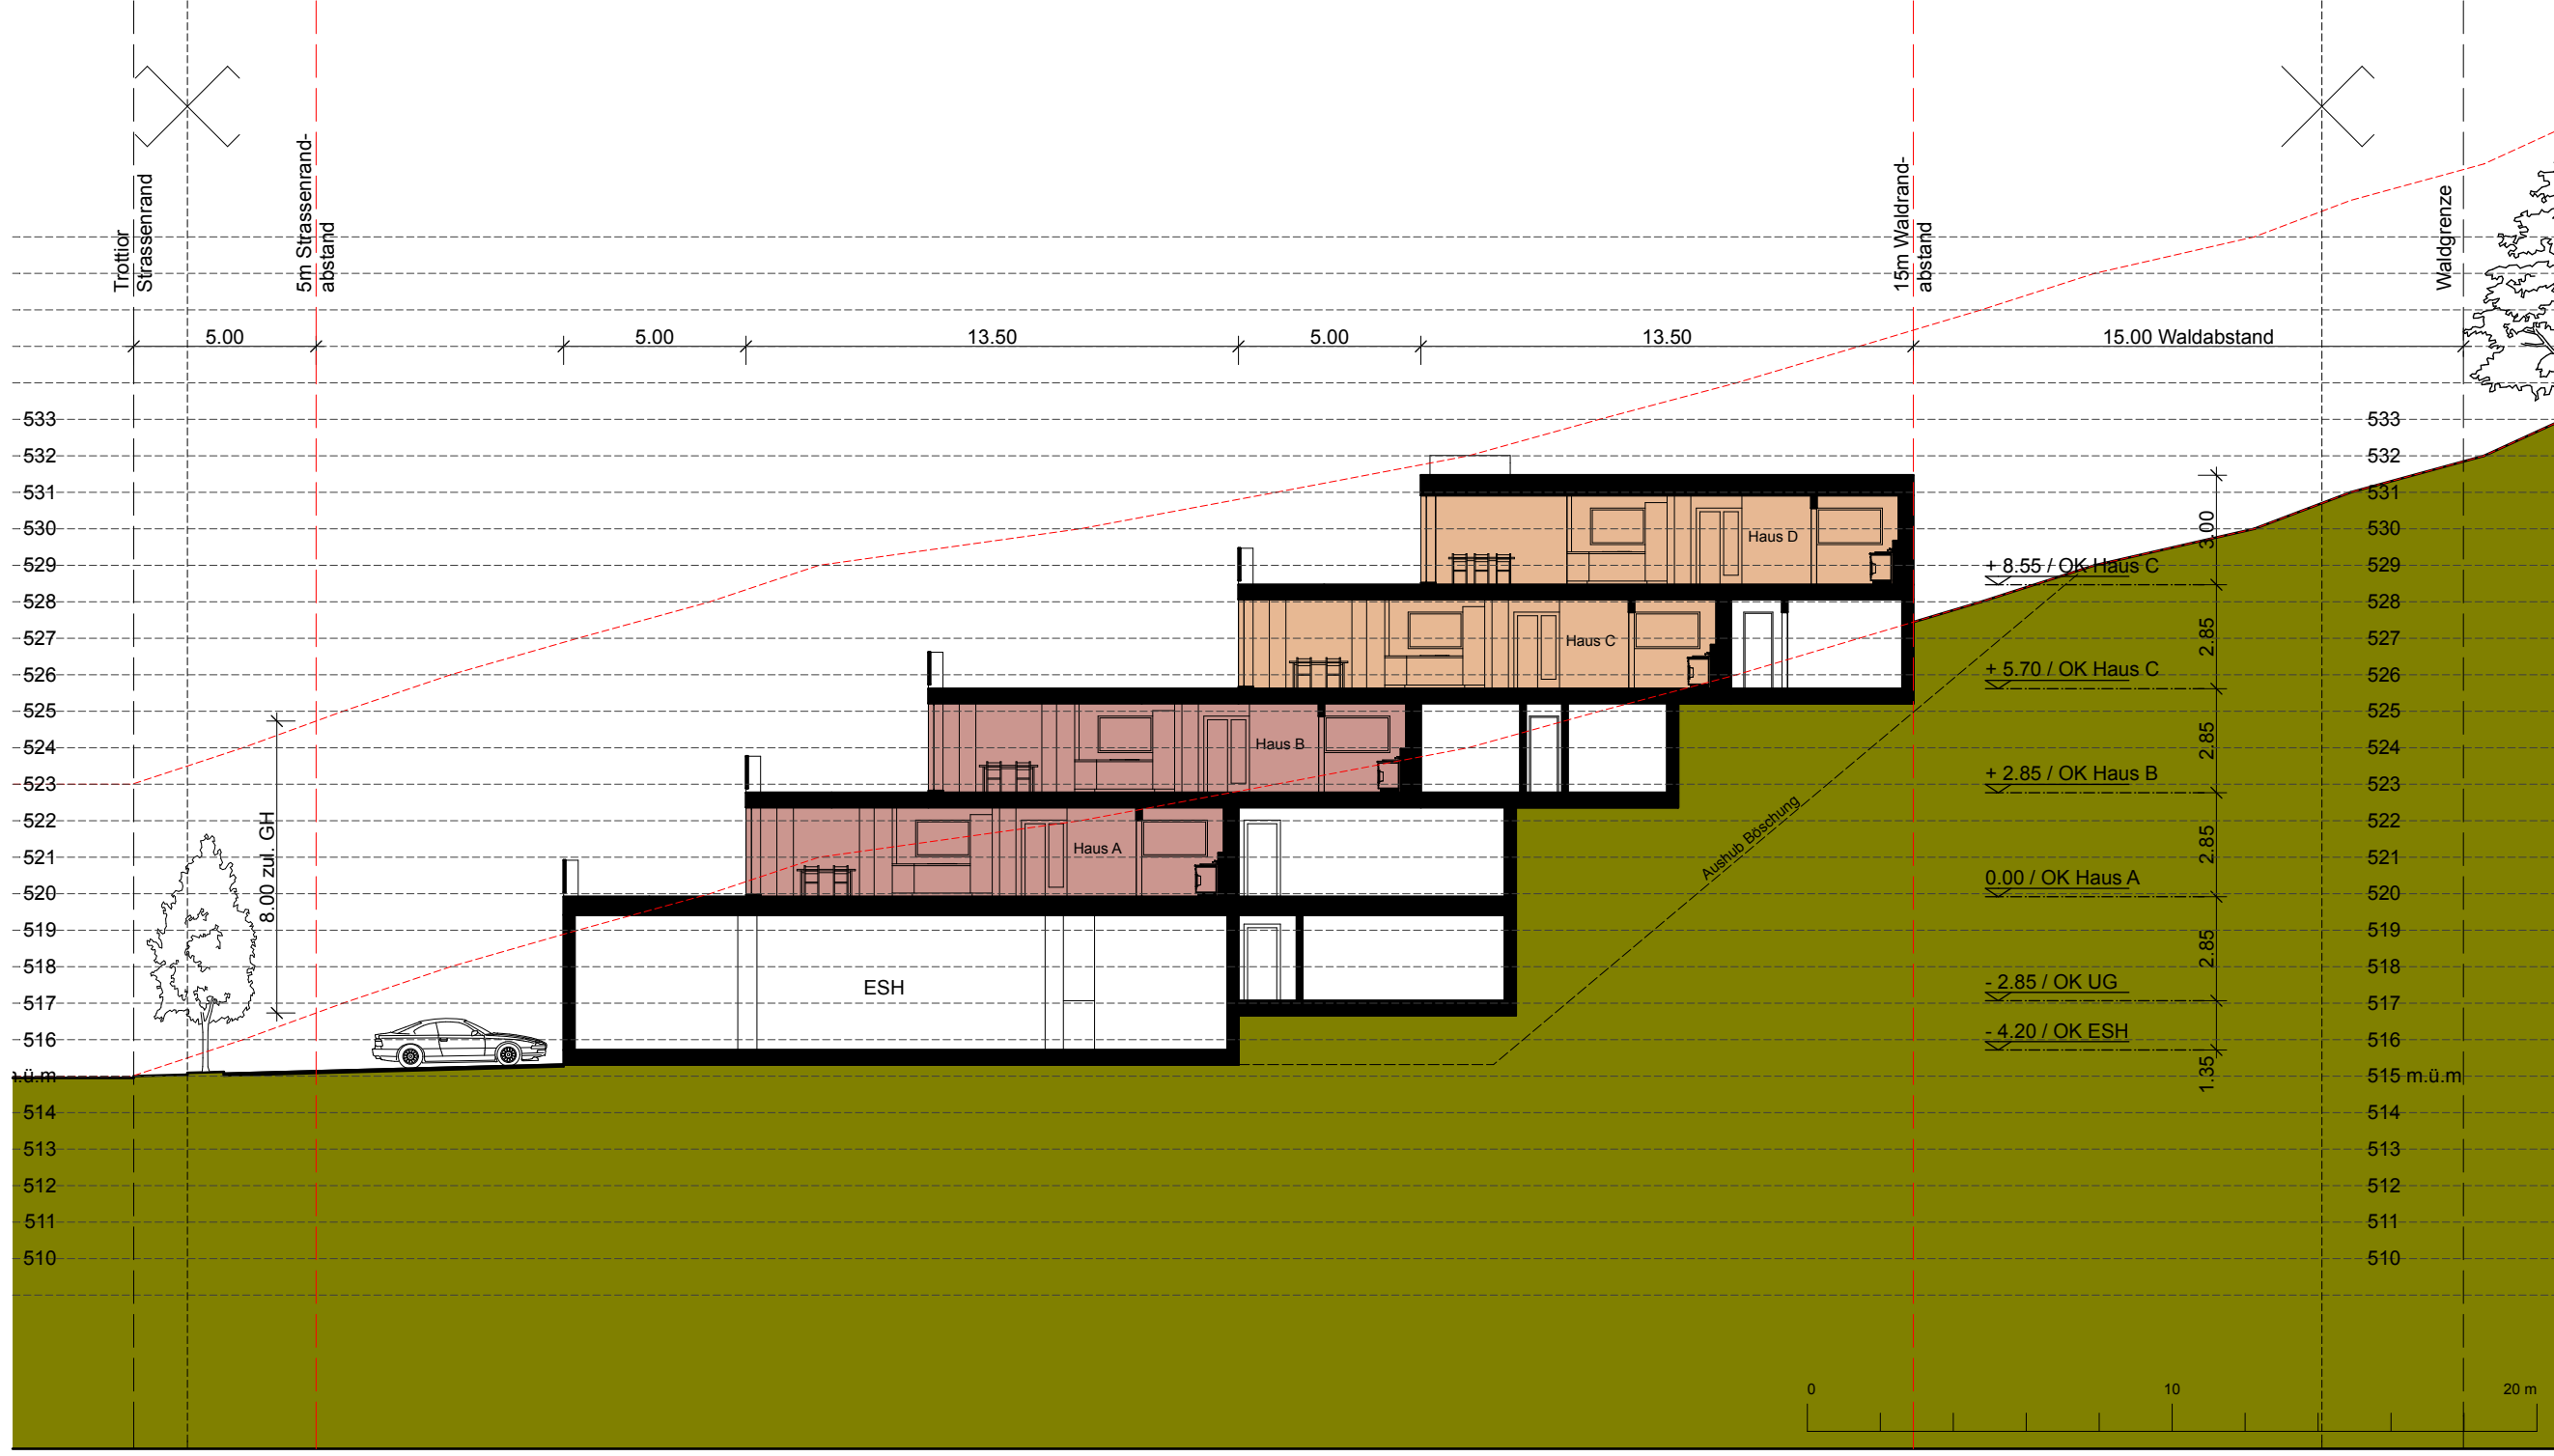 Trottior
Strassenrand
5m Strassenrand-
abstand
15m Waldrand-
abstand
Waldgrenze
5.00
5.00
13.50
5.00
13.50
15.00 Waldabstand
533
533
532
532
531
531
530
530
529
529
528
528
527
527
526
526
525
525
524
524
523
523
522
522
521
521
520
520
519
519
518
518
517
517
516
516
.ü.m
515 m.ü.m
514
514
513
513
512
512
511
511
510
510
8.00 zul. GH
Haus D
Haus C
Haus B
Haus A
ESH
Aushub Böschung
+ 8.55 / OK Haus C
+ 5.70 / OK Haus C
+ 2.85 / OK Haus B
0.00 / OK Haus A
- 2.85 / OK UG
- 4.20 / OK ESH
3.00
2.85
2.85
2.85
2.85
1.35
0
10
20 m